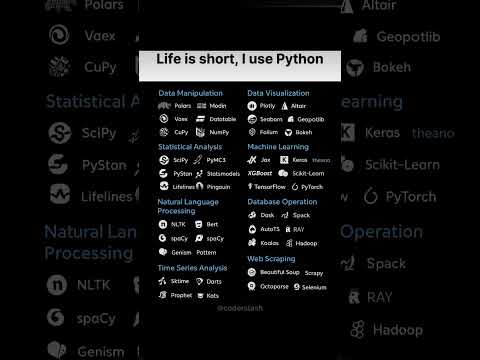 Life is short, I use Python
Data Manipulation
Polars Modin
Vaex Datatable
CuPy NumPy
Data Visualization
Plotly Altair
Seaborn Geopotlib
Folium Bokeh
Statistical Analysis
SciPy PyMC3
PyStan Statsmodels
Lifelines Pingouin
Machine Learning
Jax Keras theano
XGBoost Scikit-Learn
TensorFlow PyTorch
Natural Language
Processing
NLTK Bert
spaCy spaCy
Genism Pattern
Database Operation
Dask Spack
AutoTS RAY
Koalas Hadoop
Time Series Analysis
Sktime Darts
Prophet Kats
Web Scraping
Beautiful Soup Scrapy
Octoparse Selenium
@coderslash
Polars
Vaex
CuPy
Statistical
SciPy
PyStan
Lifelines
Natural
Processing
NLTK
spaCy
Genism
Altair
Geopotlib
Bokeh
Learning
Keras theano
Scikit-Learn
PyTorch
Operation
Spack
RAY
Hadoop